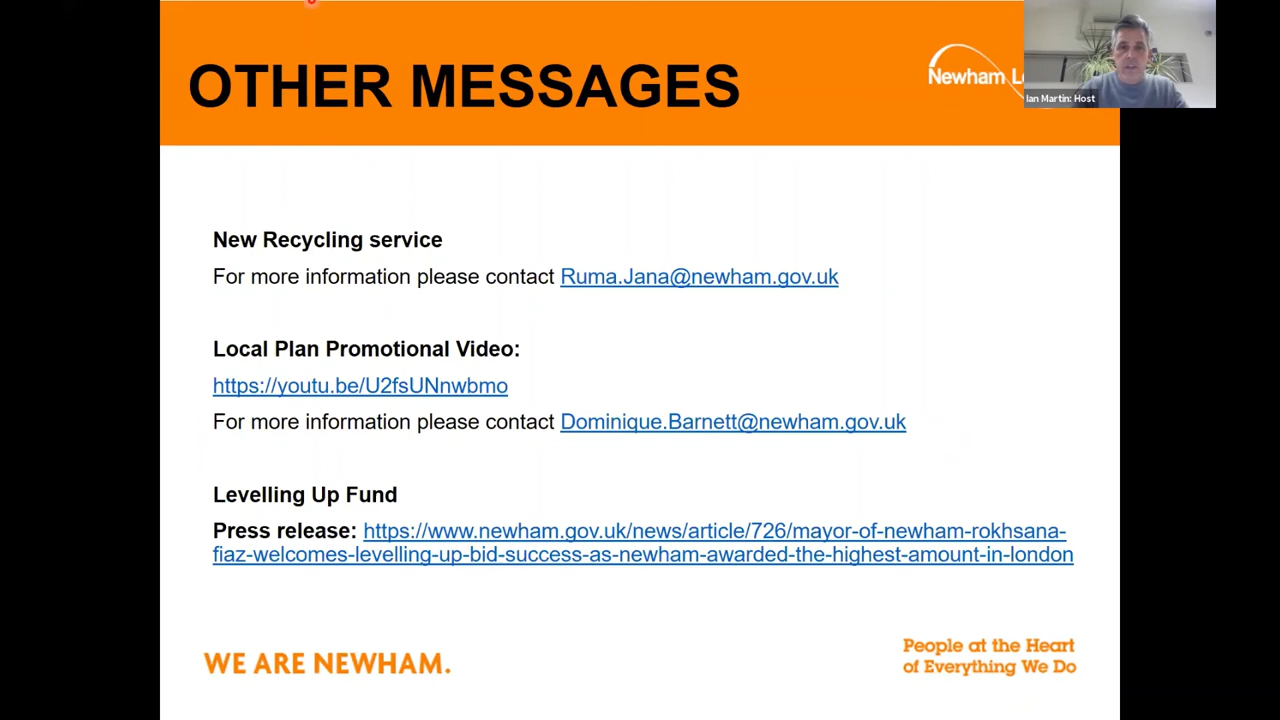 OTHER MESSAGES
Newham
Ian Martin: Host
New Recycling service
For more information please contact Ruma.Jana@newham.gov.uk
Local Plan Promotional Video:
https://youtu.be/U2fsUNnwbmo
For more information please contact Dominique.Barnett@newham.gov.uk
Levelling Up Fund
Press release: https://www.newham.gov.uk/news/article/726/mayor-of-newham-rokhsana-
fiaz-welcomes-levelling-up-bid-success-as-newham-awarded-the-highest-amount-in-london
WE ARE NEWHAM.
People at the Heart
of Everything We Do